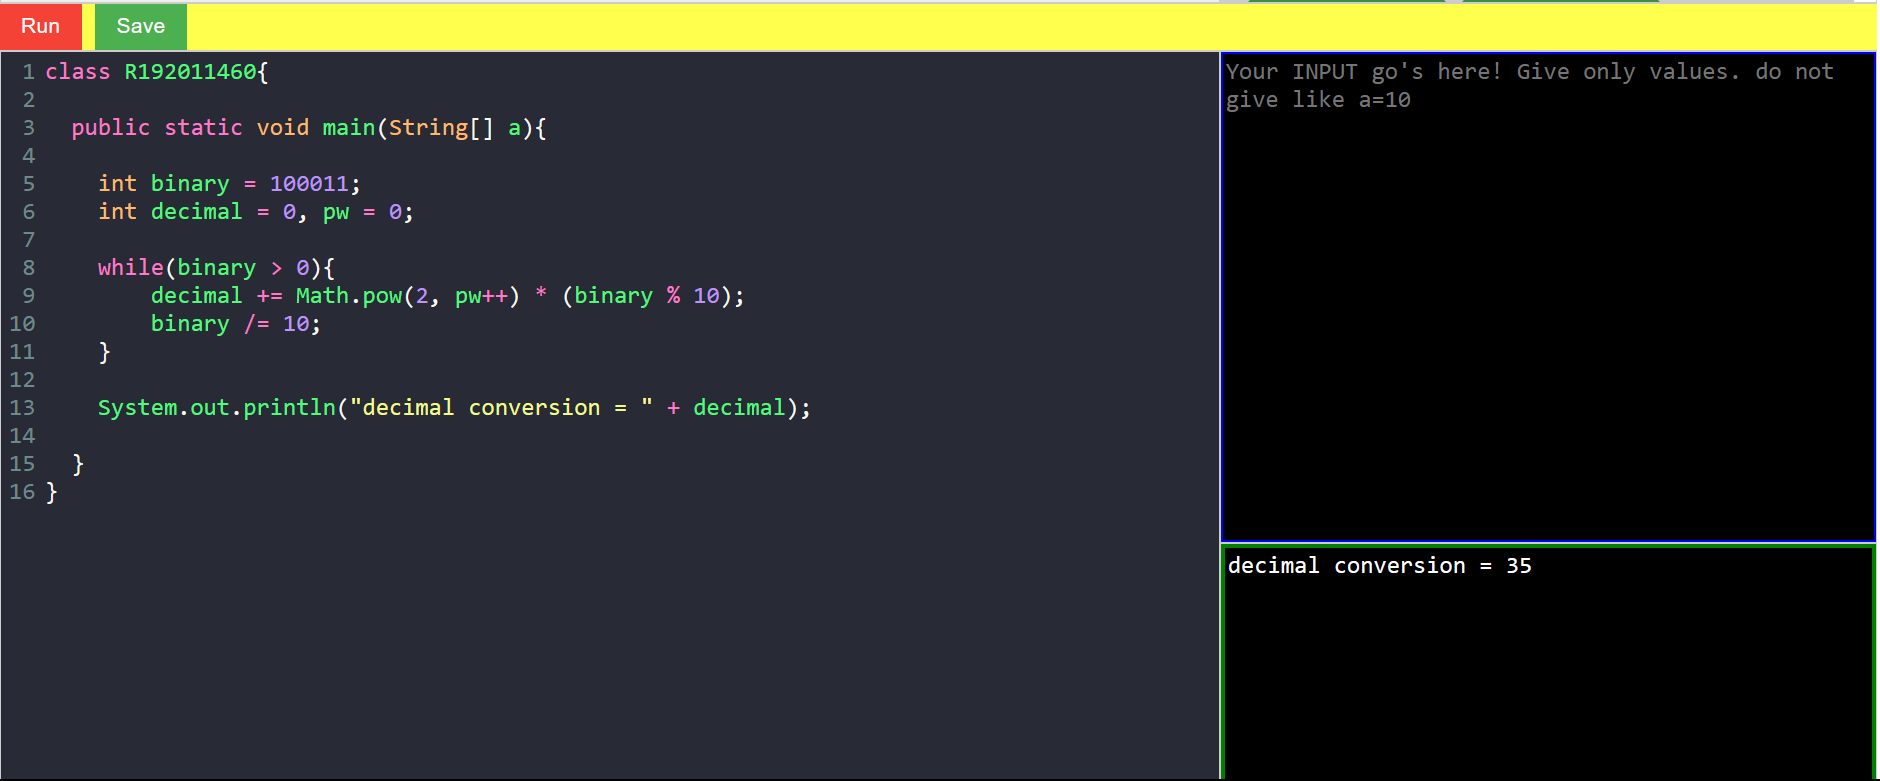 Run Save
1 class R192011460{
2
3 public static void main(String[] a){
4
5 int binary = 100011;
6 int decimal = 0, pw = 0;
7
8 while(binary > 0){
9 decimal += Math.pow(2, pw++) * (binary % 10);
10 binary /= 10;
11 }
12
13 System.out.println("decimal conversion = " + decimal);
14
15 }
16 }
Your INPUT go's here! Give only values. do not
give like a=10
decimal conversion = 35